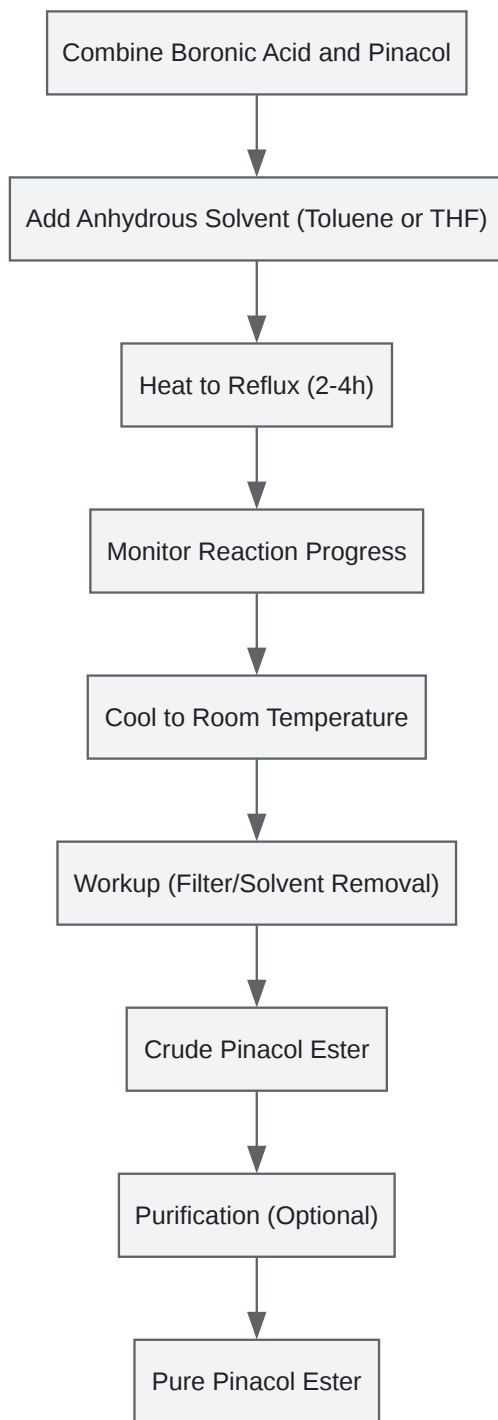 Combine Boronic Acid and Pinacol
Add Anhydrous Solvent (Toluene or THF)
Heat to Reflux (2-4h)
Monitor Reaction Progress
Cool to Room Temperature
Workup (Filter/Solvent Removal)
Crude Pinacol Ester
Purification (Optional)
Pure Pinacol Ester